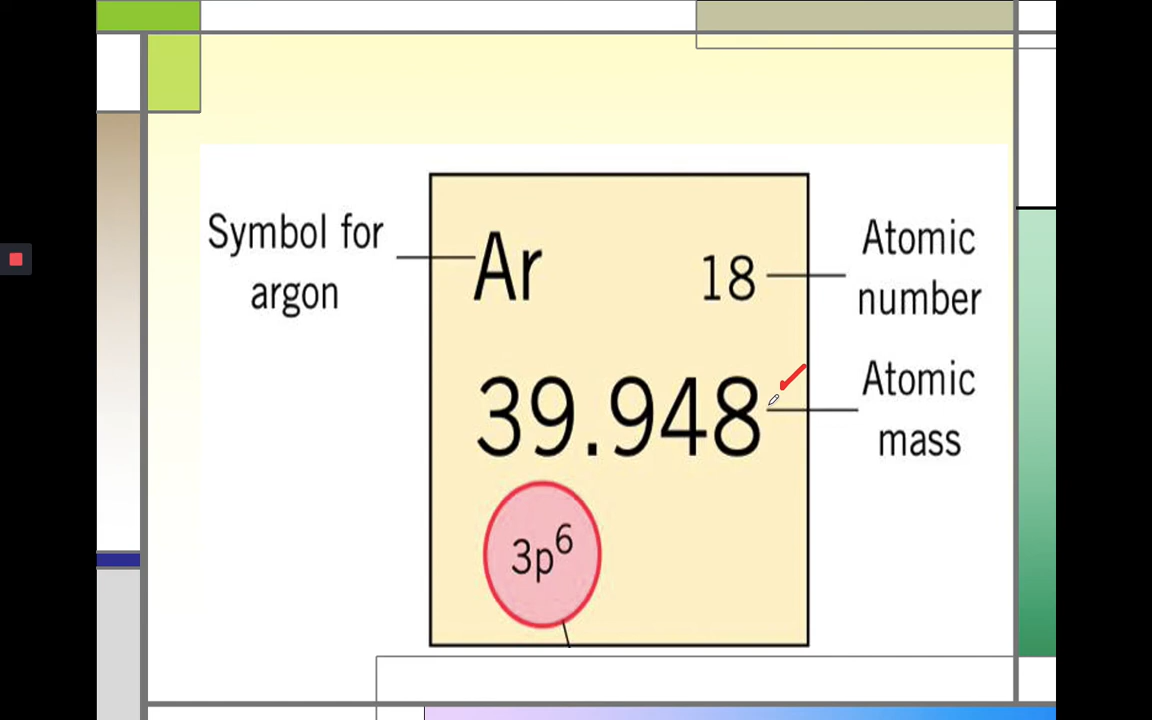 Symbol for
argon
Ar
18
Atomic
number
39.948
Atomic
mass
3p⁶